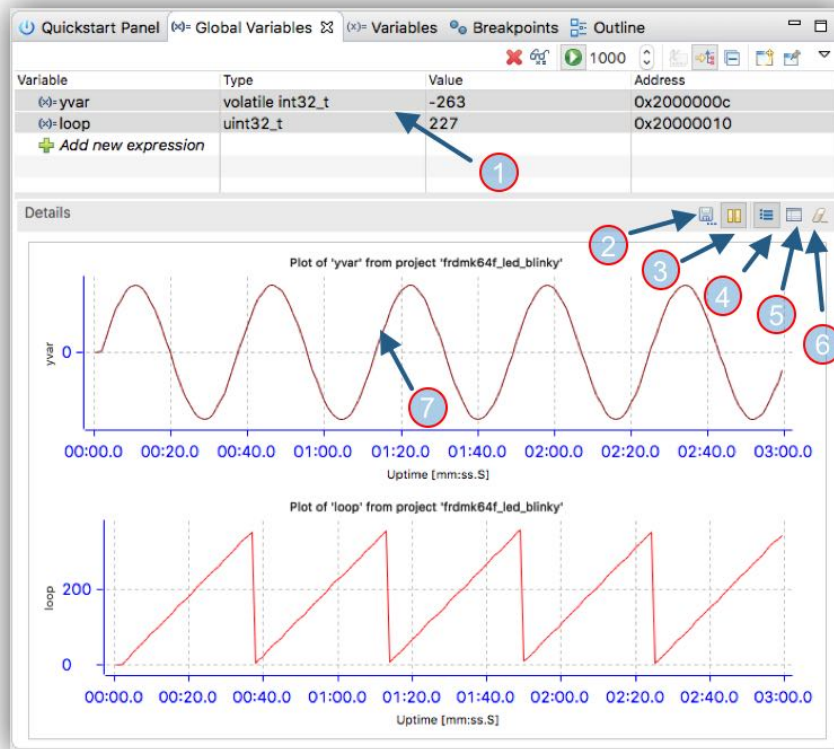 Quickstart Panel (x)= Global Variables (x)= Variables Breakpoints Outline
1000
Variable Type Value Address
(x)= yvar volatile int32_t -263 0x2000000c
(x)= loop uint32_t 227 0x20000010
Add new expression
1
Details
2
3
4
5
6
Plot of 'yvar' from project 'frdmk64f_led_blinky'
yvar
0
7
00:00.0 00:20.0 00:40.0 01:00.0 01:20.0 01:40.0 02:00.0 02:20.0 02:40.0 03:00.0
Uptime [mm:ss.S]
Plot of 'loop' from project 'frdmk64f_led_blinky'
loop
200
0
00:00.0 00:20.0 00:40.0 01:00.0 01:20.0 01:40.0 02:00.0 02:20.0 02:40.0 03:00.0
Uptime [mm:ss.S]